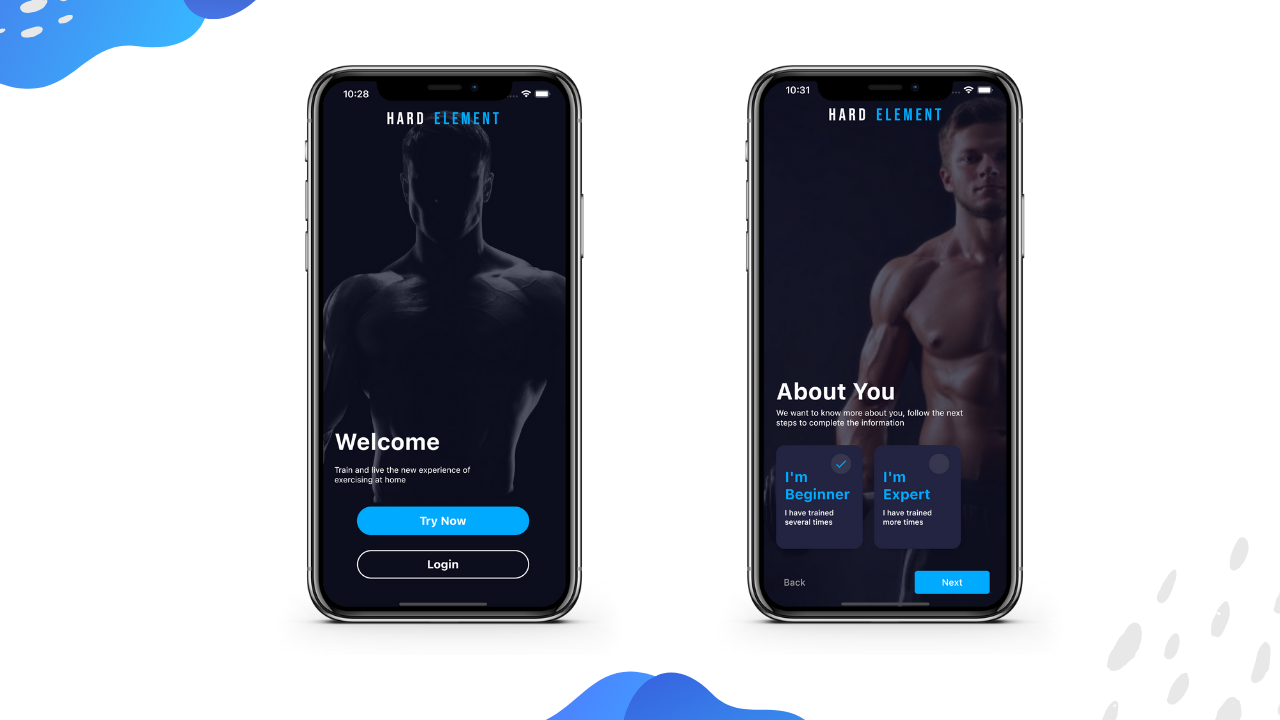 10:28
HARD ELEMENT
Welcome
Train and live the new experience of
exercising at home
Try Now
Login
10:31
HARD ELEMENT
About You
We want to know more about you, follow the next
steps to complete the information
I'm
Beginner
I have trained
several times
I'm
Expert
I have trained
more times
Back
Next